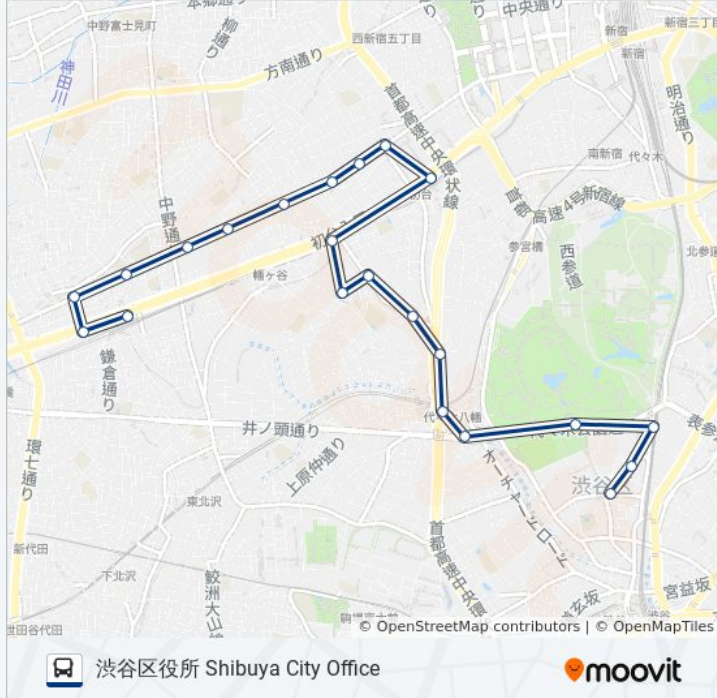 本郷通り
中央通り
新宿三丁目
中野富士見町
柳通り
西新宿五丁目
新宿
新宿
方南通り
神田川
首都高速中央環状線
明治通り
南新宿
代々木
高速4号新宿線
中野通
初台
参宮橋
西参道
北参道
幡ヶ谷
鎌倉通り
井ノ頭通り
上原仲通り
環七通り
オーチャードロード
渋谷区
東北沢
新代田
下北沢
鮫洲大山線
首都高速中央環
宮益坂
渋谷
世田谷代田
© OpenStreetMap contributors | © OpenMapTiles
渋谷区役所 Shibuya City Office
moovit